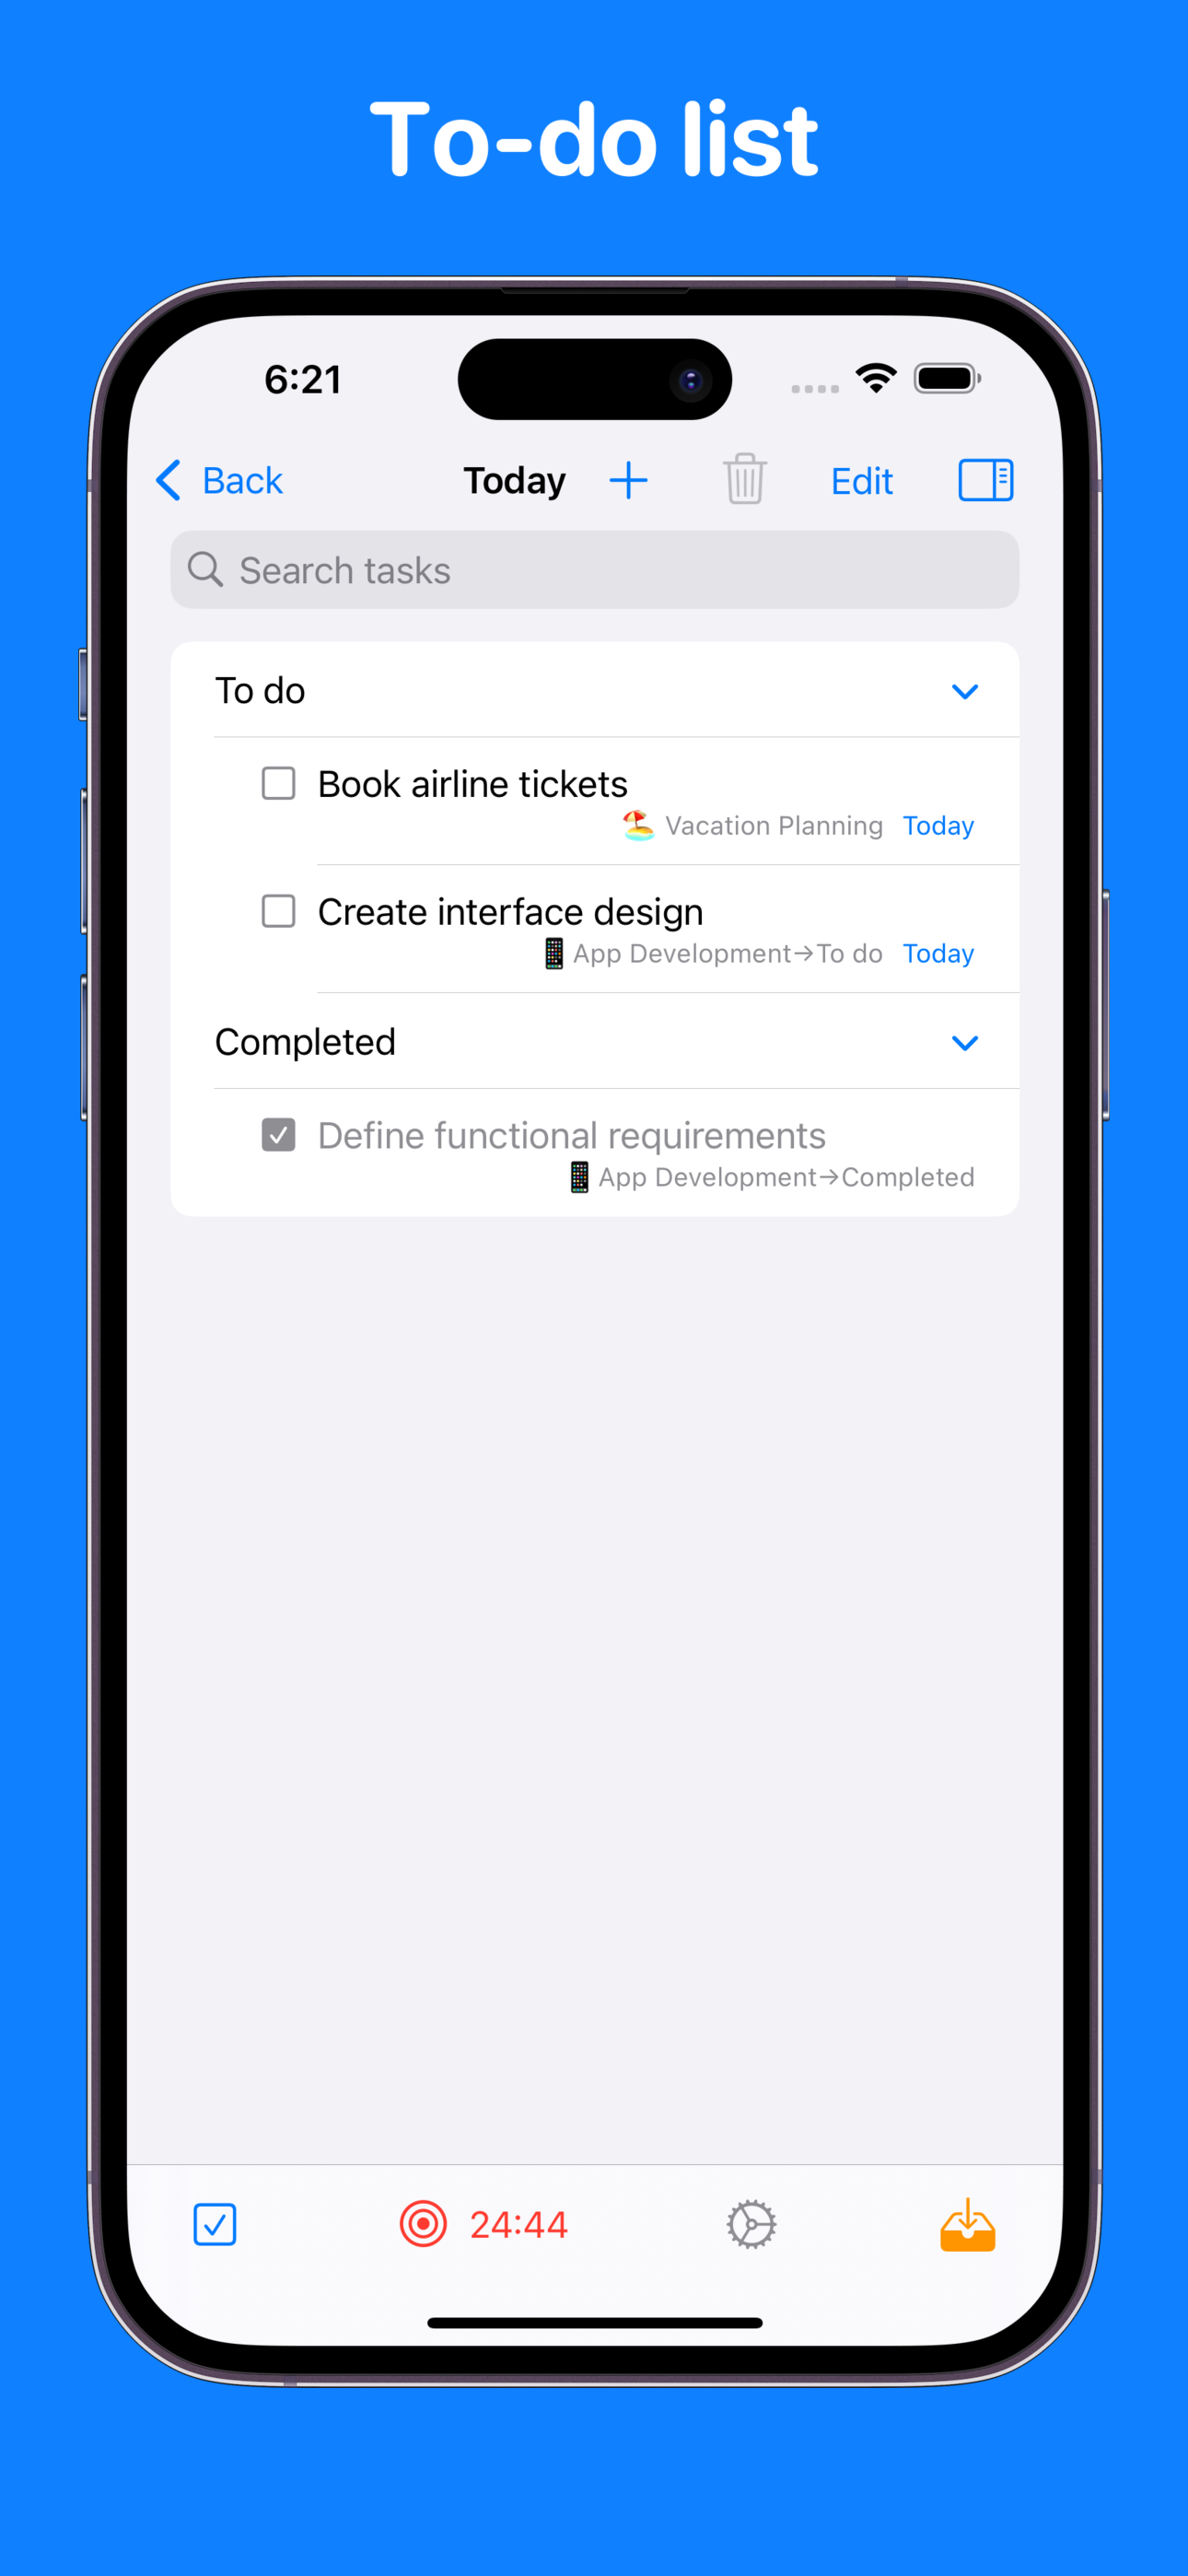 To-do list
6:21
Back Today Edit
Search tasks
To do
Book airline tickets
Vacation Planning Today
Create interface design
App Development→To do Today
Completed
Define functional requirements
App Development→Completed
24:44